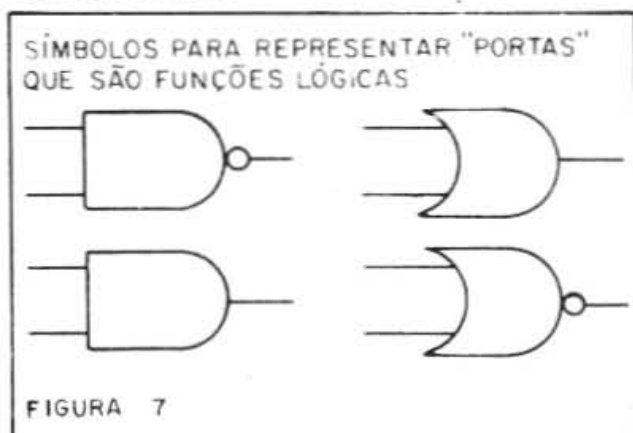 SÍMBOLOS PARA REPRESENTAR "PORTAS"
QUE SÃO FUNÇÕES LÓGICAS
FIGURA 7